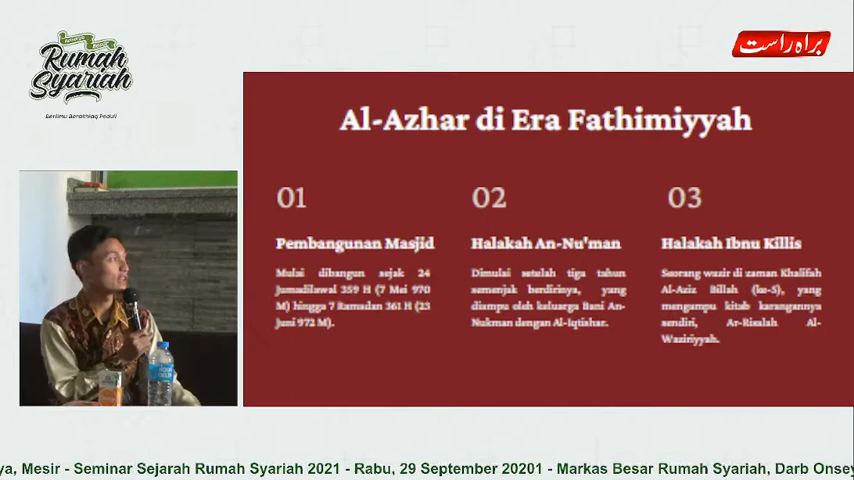 Rumah
Syariah
Berilmu Berakhlaq Peduli
براہ راست
Al-Azhar di Era Fathimiyyah
01
Pembangunan Masjid
Mulai dibangun sejak 24
Jumadilawal 359 H (7 Mei 970
M) hingga 7 Ramadan 361 H (23
Juni 972 M).
02
Halakah An-Nu'man
Dimulai setelah tiga tahun
semenjak berdirinya, yang
diampu oleh keluarga Bani An-
Nukman dengan Al-Iqtishar.
03
Halakah Ibnu Killis
Seorang wazir di zaman Khalifah
Al-Aziz Billah (ke-5), yang
mengampu kitab karangannya
sendiri, Ar-Risalah Al-
Waziriyyah.
ya, Mesir - Seminar Sejarah Rumah Syariah 2021 - Rabu, 29 September 20201 - Markas Besar Rumah Syariah, Darb Onsey